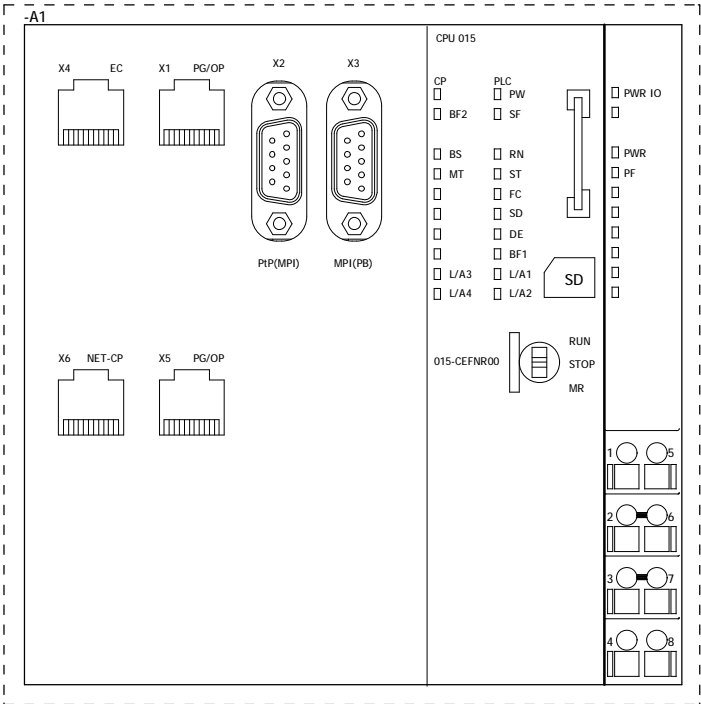 -A1
CPU 015
X4 EC
X1 PG/OP
X2
X3
PtP(MPI)
MPI(PB)
CP
PLC
PW
BF2
SF
BS
RN
MT
ST
FC
SD
DE
BF1
L/A3
L/A1
L/A4
L/A2
SD
PWR IO
PWR
PF
X6 NET-CP
X5 PG/OP
015-CEFNR00
RUN
STOP
MR
1 5
2 6
3 7
4 8